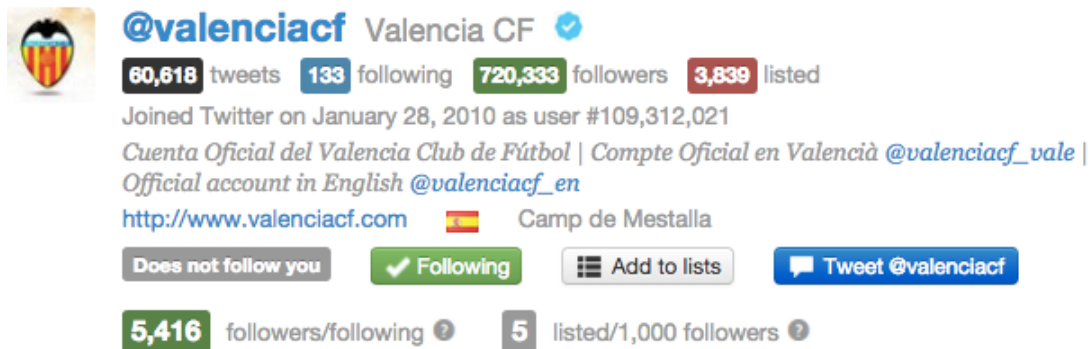 @valenciacf Valencia CF
60,618 tweets 133 following 720,333 followers 3,839 listed
Joined Twitter on January 28, 2010 as user #109,312,021
Cuenta Oficial del Valencia Club de Fútbol | Compte Oficial en Valencià @valenciacf_vale |
Official account in English @valenciacf_en
http://www.valenciacf.com Camp de Mestalla
Does not follow you Following Add to lists Tweet @valenciacf
5,416 followers/following ? 5 listed/1,000 followers ?